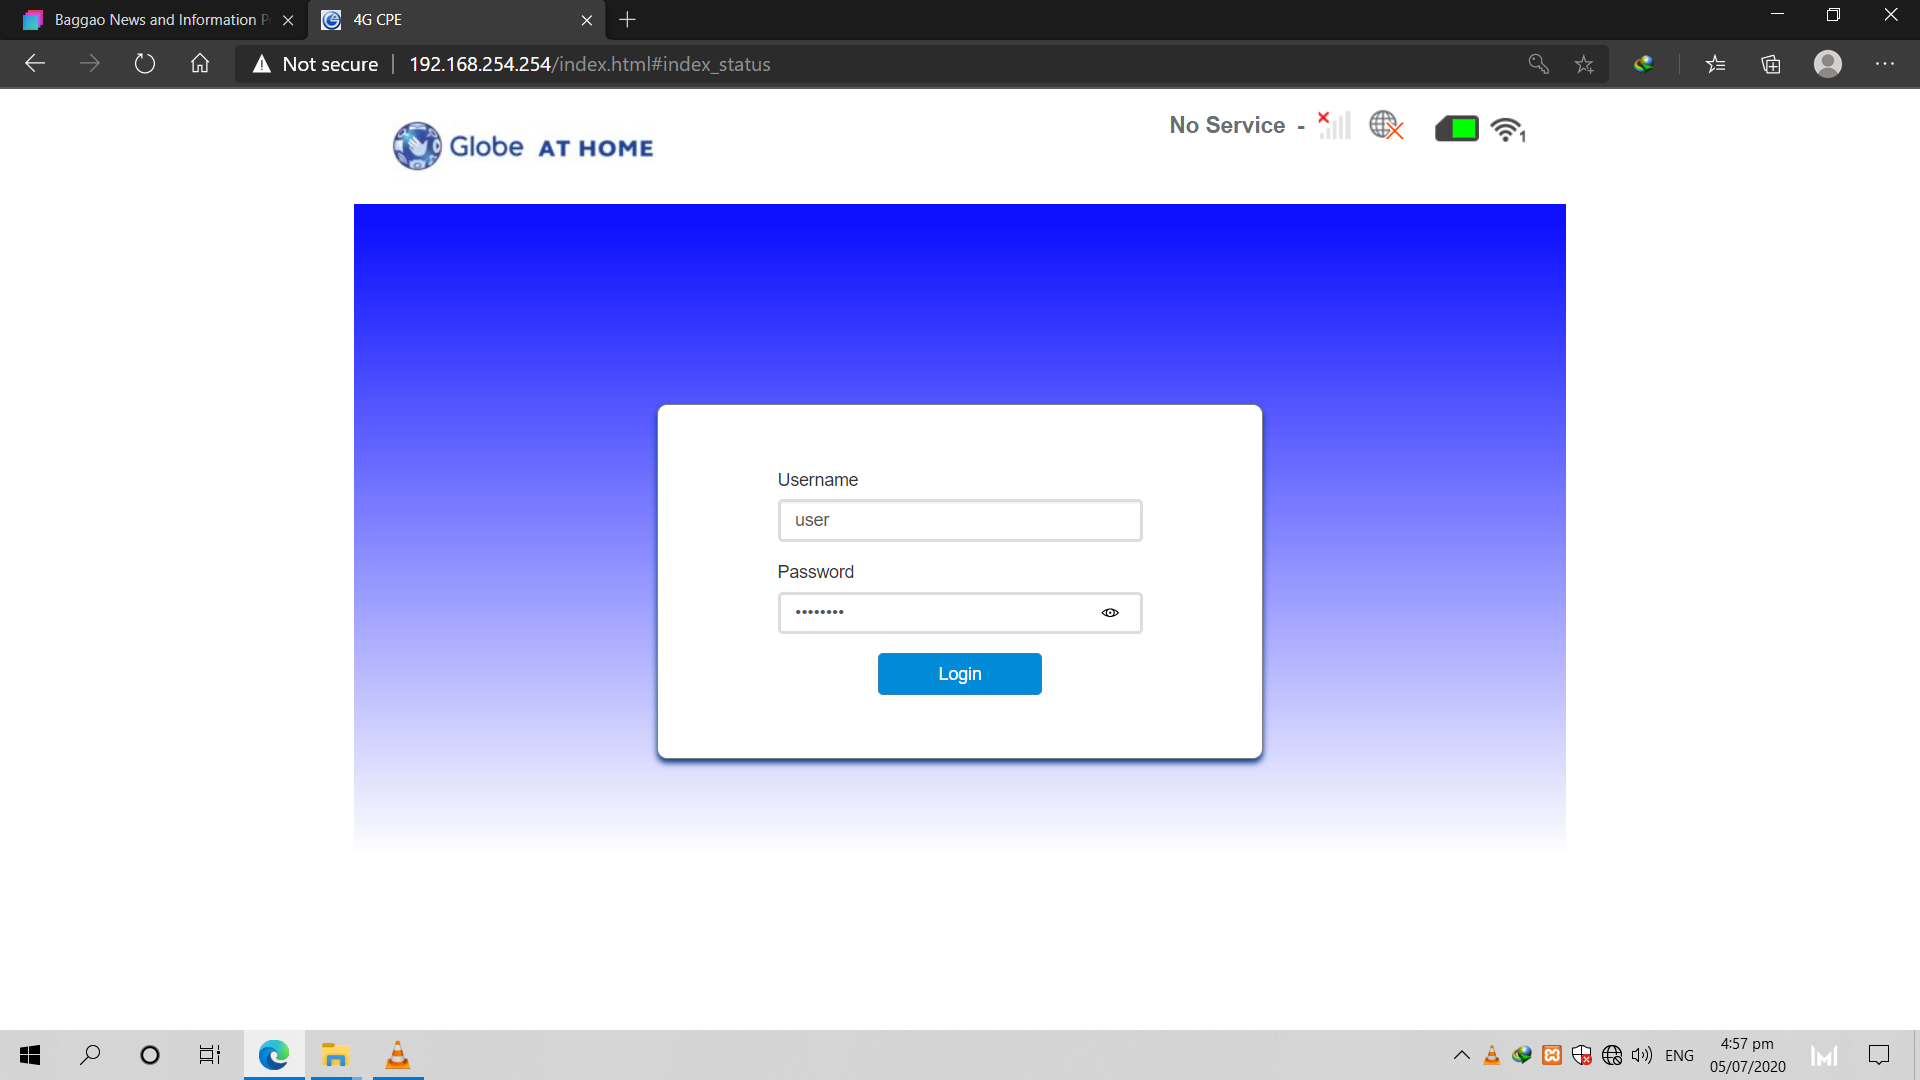 Baggao News and Information P
4G CPE
Not secure
192.168.254.254/index.html#index_status
Globe AT HOME
No Service -
1
Username
user
Password
••••••••
Login
ENG
4:57 pm
05/07/2020